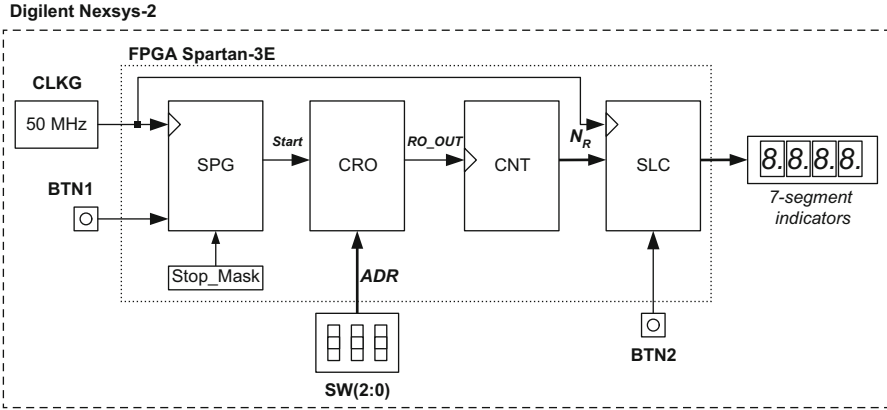 Digilent Nexsys-2
FPGA Spartan-3E
CLKG
50 MHz
BTN1
SPG
Stop_Mask
Start
CRO
ADR
SW(2:0)
RO_OUT
CNT
N_R
SLC
BTN2
8.8.8.8.
7-segment
indicators